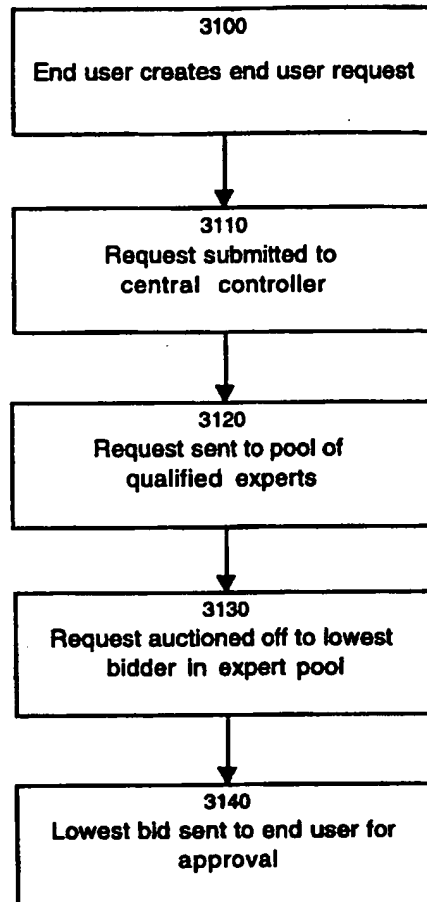 3100
End user creates end user request
3110
Request submitted to
central controller
3120
Request sent to pool of
qualified experts
3130
Request auctioned off to lowest
bidder in expert pool
3140
Lowest bid sent to end user for
approval